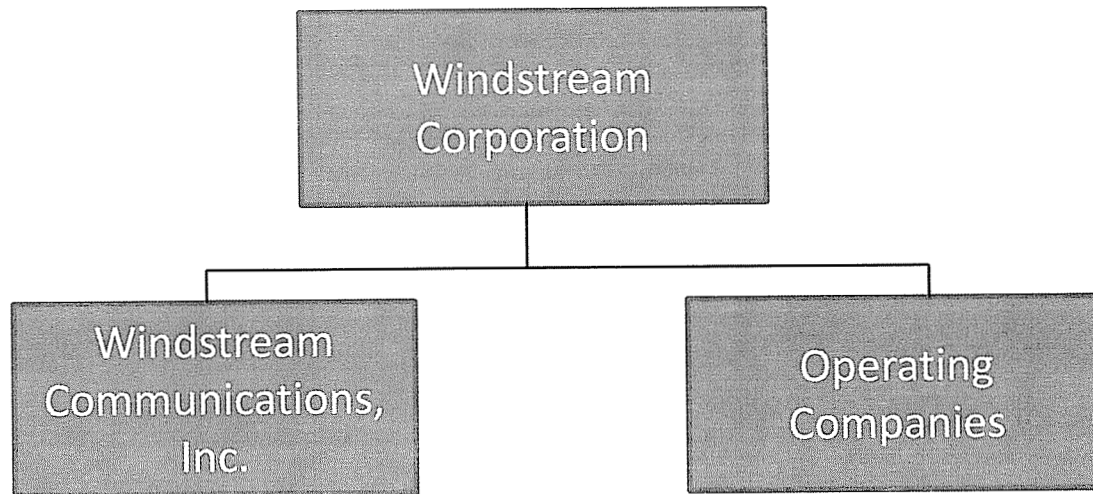 Windstream
Corporation
Windstream
Communications,
Inc.
Operating
Companies